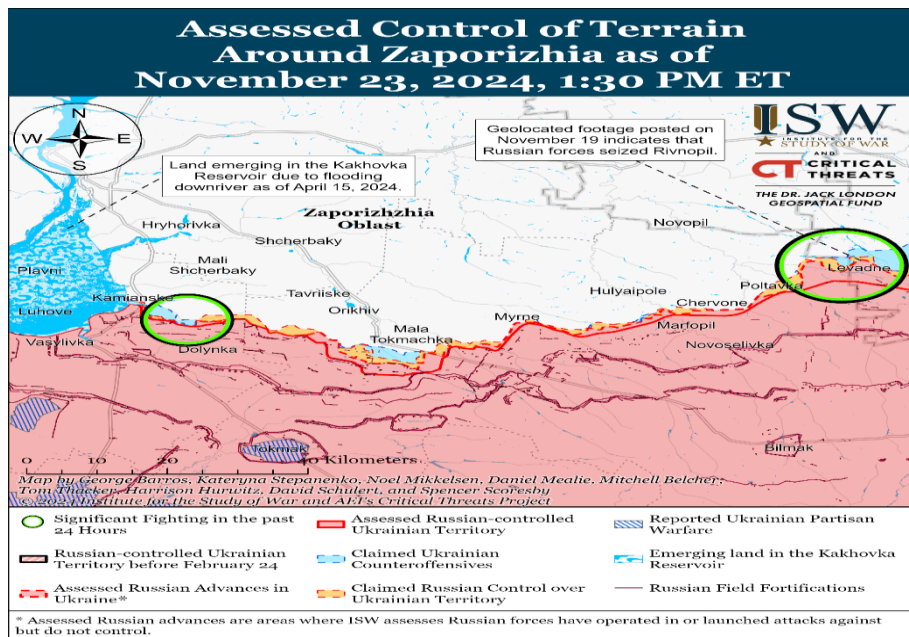 Assessed Control of Terrain
Around Zaporizhia as of
November 23, 2024, 1:30 PM ET
N
W E
S
Land emerging in the Kakhovka
Reservoir due to flooding
downriver as of April 15, 2024.
Geolocated footage posted on
November 19 indicates that
Russian forces seized Rivnopil.
ISW
INSTITUTE FOR THE
STUDY OF WAR
AND
CT CRITICAL
THREATS
THE DR. JACK LONDON
GEOSPATIAL FUND
Zaporizhzhia
Oblast
Hryhorivka
Shcherbaky
Novopil
Mali
Shcherbaky
Plavni
Levadne
Tavriiske
Hulyaipole
Poltavka
Kamianske
Orikhiv
Chervone
Luhove
Myrne
Mala
Tokmachka
Marfopil
Vasylivka
Dolynka
Novoselivka
Tokmak
Bilmak
0 10 20 40 Kilometers
Map by George Barros, Kateryna Stepanenko, Noel Mikkelsen, Daniel Mealie, Mitchell Belcher,
Tom Thacker, Harrison Hurwitz, David Schulert, and Spencer Scoresby
© 2024 Institute for the Study of War and AEI's Critical Threats Project
Significant Fighting in the past
24 Hours
Assessed Russian-controlled
Ukrainian Territory
Reported Ukrainian Partisan
Warfare
Russian-controlled Ukrainian
Territory before February 24
Claimed Ukrainian
Counteroffensives
Emerging land in the Kakhovka
Reservoir
Assessed Russian Advances in
Ukraine*
Claimed Russian Control over
Ukrainian Territory
Russian Field Fortifications
* Assessed Russian advances are areas where ISW assesses Russian forces have operated in or launched attacks against
but do not control.